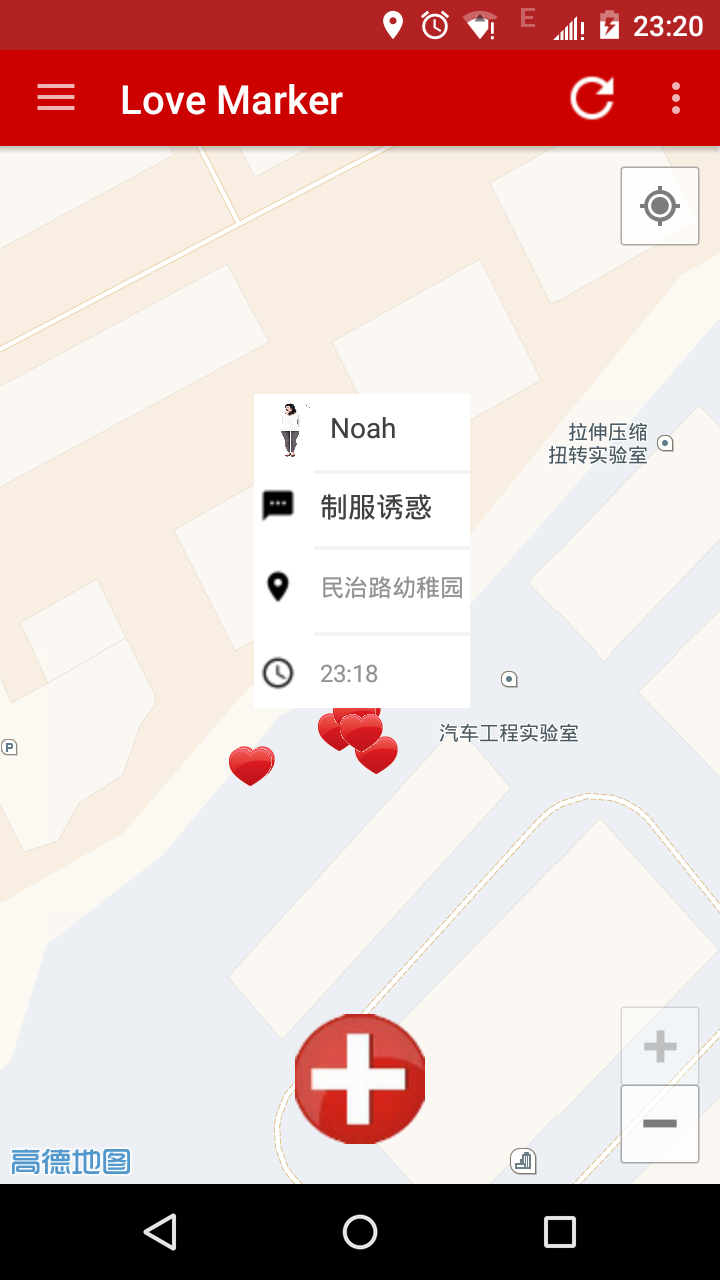 E
23:20
Love Marker
Noah
制服诱惑
民治路幼稚园
23:18
拉伸压缩
扭转实验室
汽车工程实验室
P
高德地图